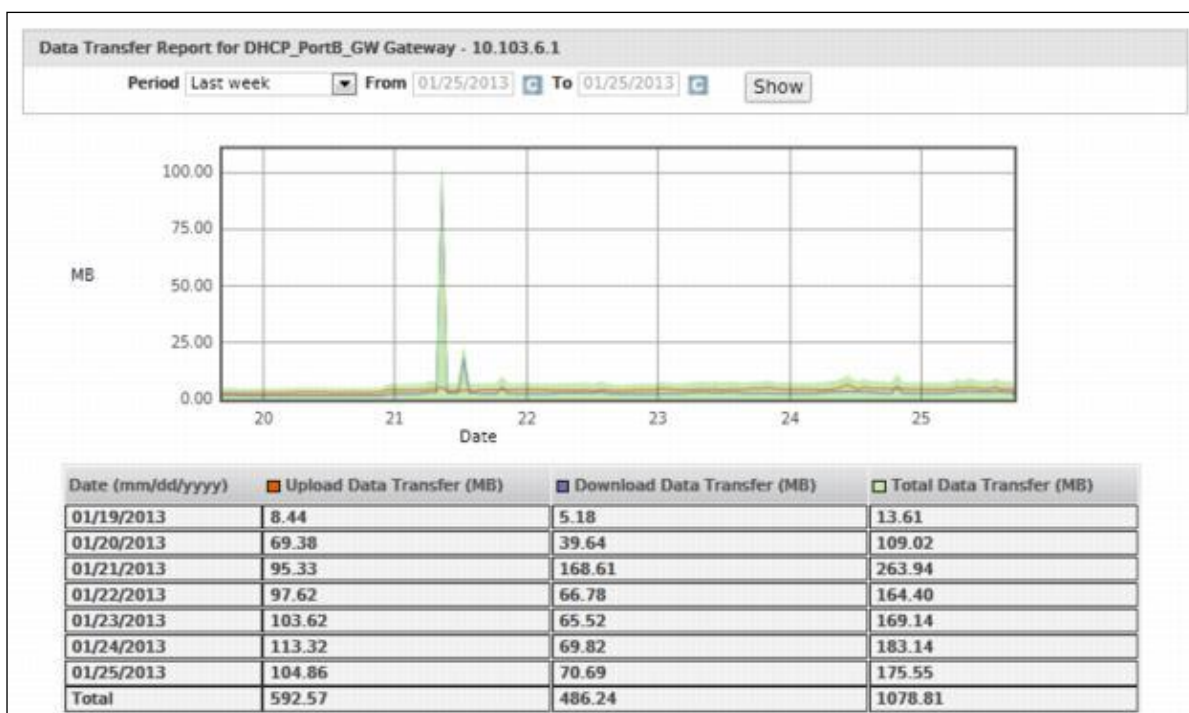 Data Transfer Report for DHCP_PortB_GW Gateway - 10.103.6.1
Period Last week From 01/25/2013 To 01/25/2013 Show
100.00
75.00
MB
50.00
25.00
0.00
20 21 22 23 24 25
Date
Date (mm/dd/yyyy) Upload Data Transfer (MB) Download Data Transfer (MB) Total Data Transfer (MB)
01/19/2013 8.44 5.18 13.61
01/20/2013 69.38 39.64 109.02
01/21/2013 95.33 168.61 263.94
01/22/2013 97.62 66.78 164.40
01/23/2013 103.62 65.52 169.14
01/24/2013 113.32 69.82 183.14
01/25/2013 104.86 70.69 175.55
Total 592.57 486.24 1078.81